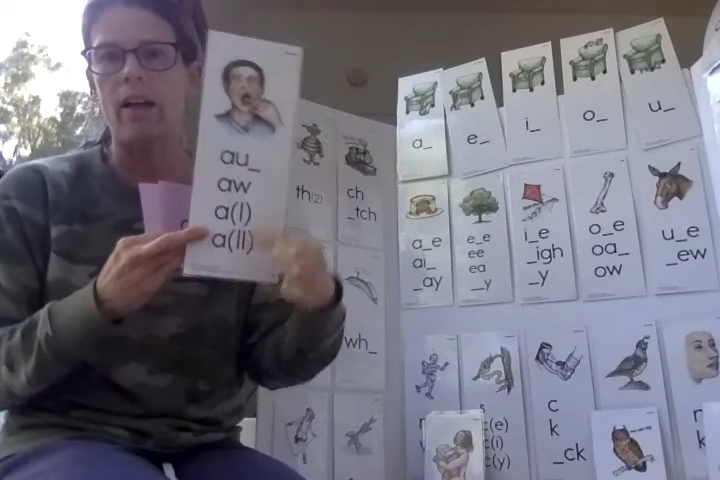 au_
aw
a(l)
a(ll)
th(2)
ch
_tch
wh_
a_
e_
i_
o_
u_
a_e
ai_
_ay
e_e
ee
ea
_y
i_e
_igh
_y
o_e
oa_
ow
u_e
_ew
s
c(e)
c(i)
c(y)
c
k
_ck